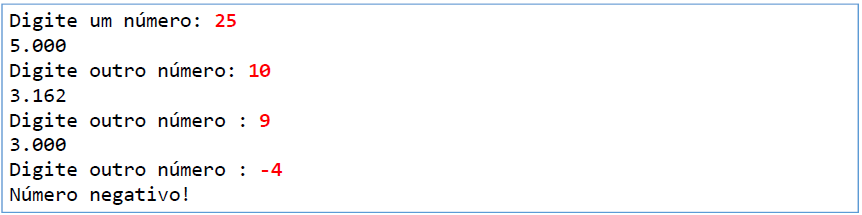 Digite um número: 25
5.000
Digite outro número: 10
3.162
Digite outro número : 9
3.000
Digite outro número : -4
Número negativo!